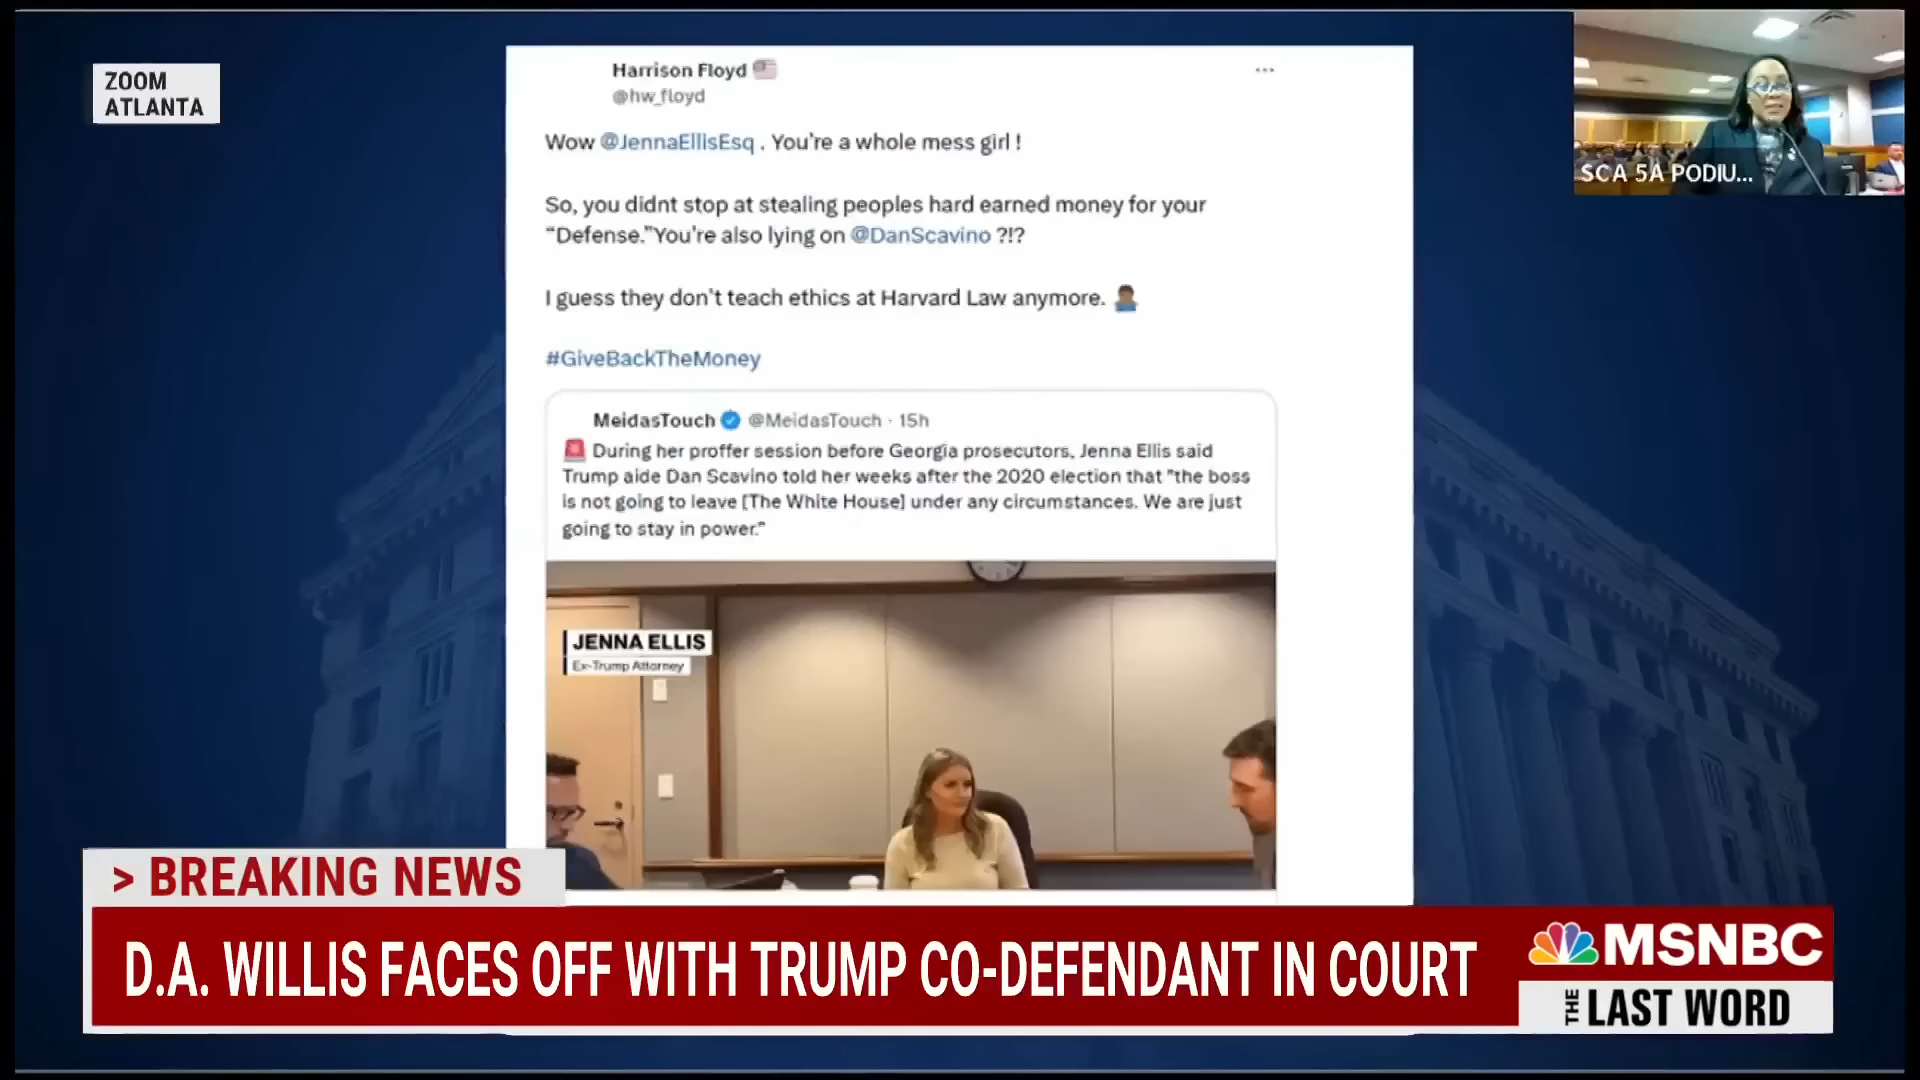 ZOOM
ATLANTA
Harrison Floyd
@hw_floyd
...
Wow @JennaEllisEsq . You're a whole mess girl !
So, you didnt stop at stealing peoples hard earned money for your
“Defense.”You're also lying on @DanScavino ?!?
I guess they don't teach ethics at Harvard Law anymore.
#GiveBackTheMoney
MeidasTouch @MeidasTouch · 15h
During her proffer session before Georgia prosecutors, Jenna Ellis said
Trump aide Dan Scavino told her weeks after the 2020 election that "the boss
is not going to leave [The White House] under any circumstances. We are just
going to stay in power."
JENNA ELLIS
Ex-Trump Attorney
SCA 5A PODIU...
> BREAKING NEWS
D.A. WILLIS FACES OFF WITH TRUMP CO-DEFENDANT IN COURT
MSNBC
THE LAST WORD